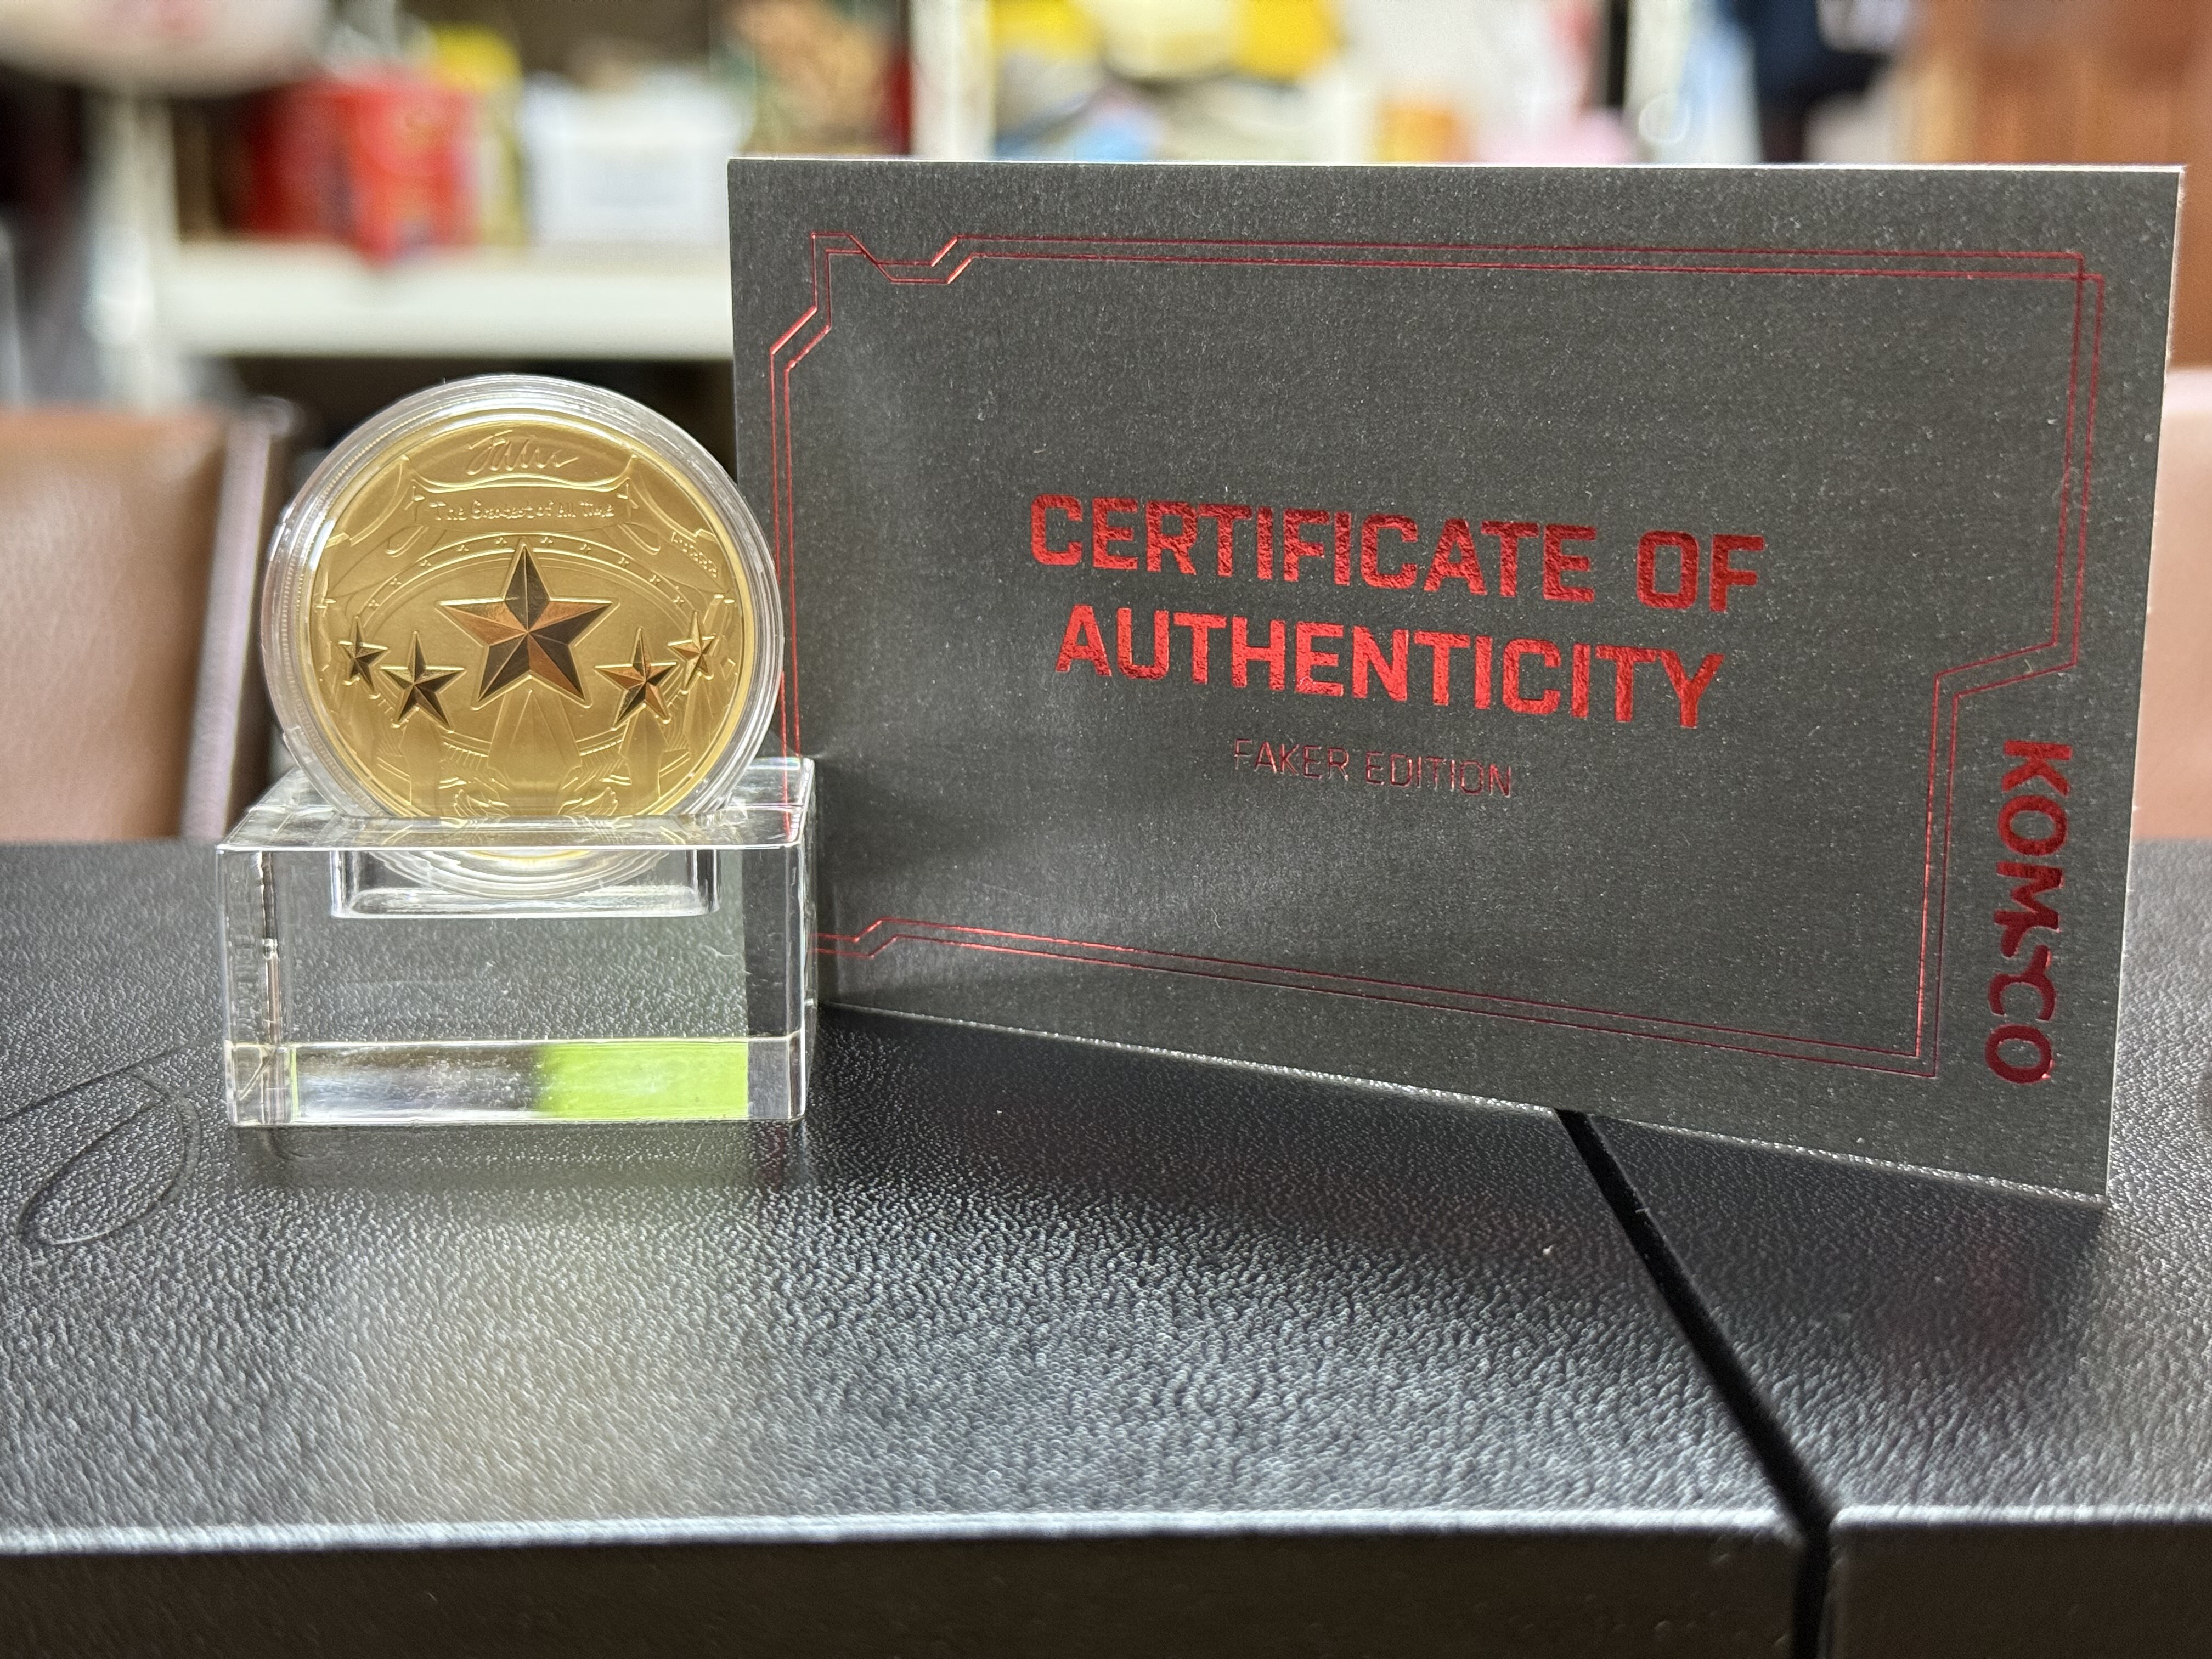 The Greatest of All Time
CERTIFICATE OF
AUTHENTICITY
FAKER EDITION
KOMSCO